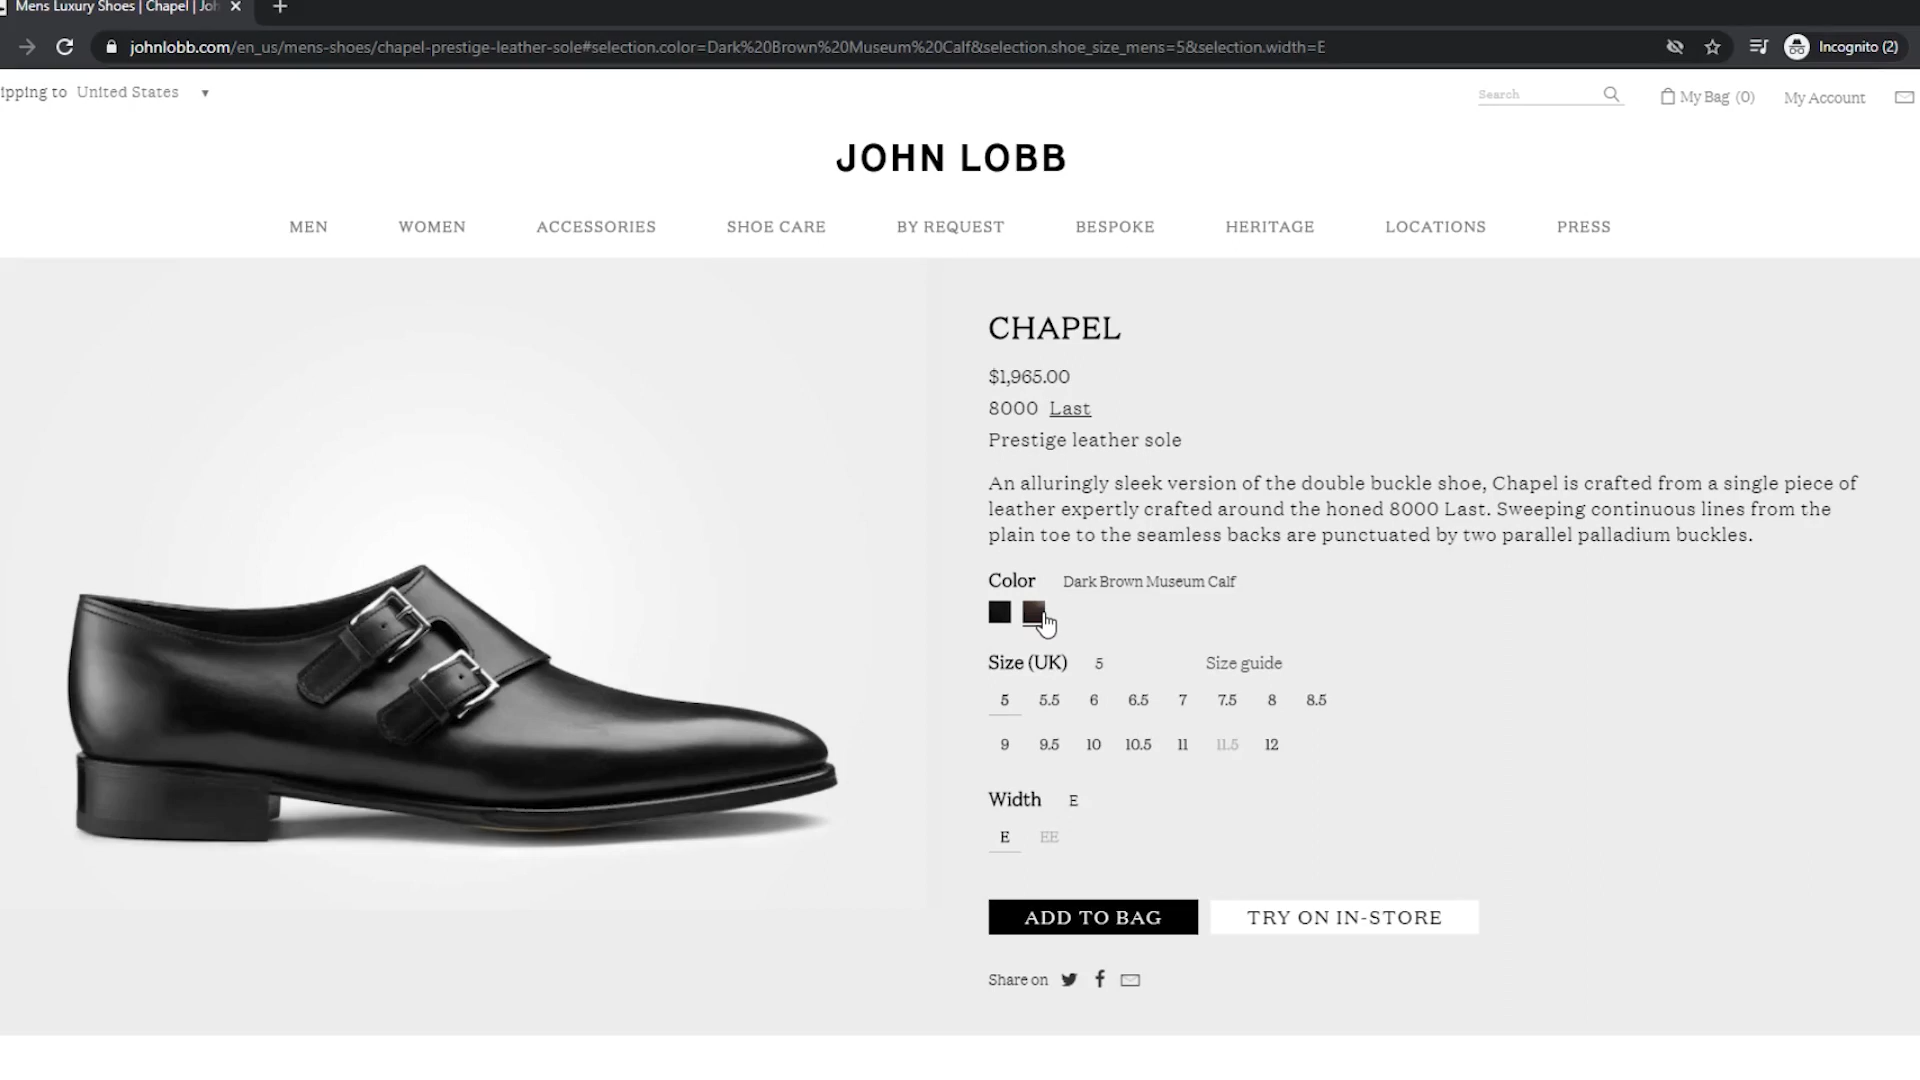 Mens Luxury Shoes | Chapel | Joh
johnlobb.com/en_us/mens-shoes/chapel-prestige-leather-sole#selection.color=Dark%20Brown%20Museum%20Calf&selection.shoe_size_mens=5&selection.width=E
Incognito (2)
ipping to United States
Search
My Bag (0)
My Account
JOHN LOBB
MEN WOMEN ACCESSORIES SHOE CARE BY REQUEST BESPOKE HERITAGE LOCATIONS PRESS
CHAPEL
$1,965.00
8000 Last
Prestige leather sole
An alluringly sleek version of the double buckle shoe, Chapel is crafted from a single piece of
leather expertly crafted around the honed 8000 Last. Sweeping continuous lines from the
plain toe to the seamless backs are punctuated by two parallel palladium buckles.
Color Dark Brown Museum Calf
Size (UK) 5 Size guide
5 5.5 6 6.5 7 7.5 8 8.5
9 9.5 10 10.5 11 11.5 12
Width E
E EE
ADD TO BAG TRY ON IN-STORE
Share on